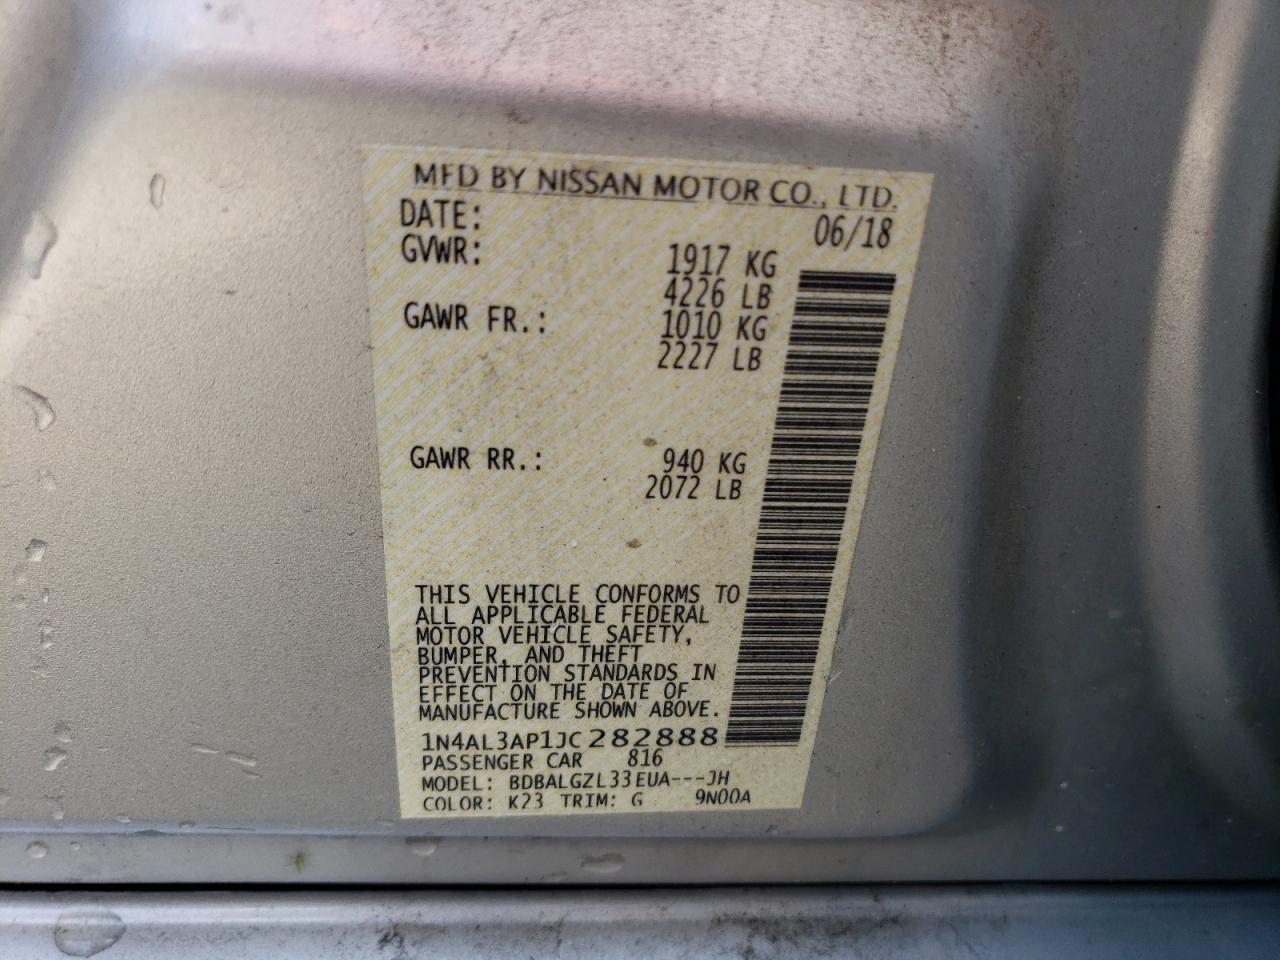 MFD BY NISSAN MOTOR CO., LTD.
DATE: 06/18
GVWR: 1917 KG
4226 LB
GAWR FR.: 1010 KG
2227 LB
GAWR RR.: 940 KG
2072 LB
THIS VEHICLE CONFORMS TO
ALL APPLICABLE FEDERAL
MOTOR VEHICLE SAFETY,
BUMPER, AND THEFT
PREVENTION STANDARDS IN
EFFECT ON THE DATE OF
MANUFACTURE SHOWN ABOVE.
1N4AL3AP1JC282888
PASSENGER CAR 816
MODEL: BDBALGZL33EUA---JH
COLOR: K23 TRIM: G 9N00A